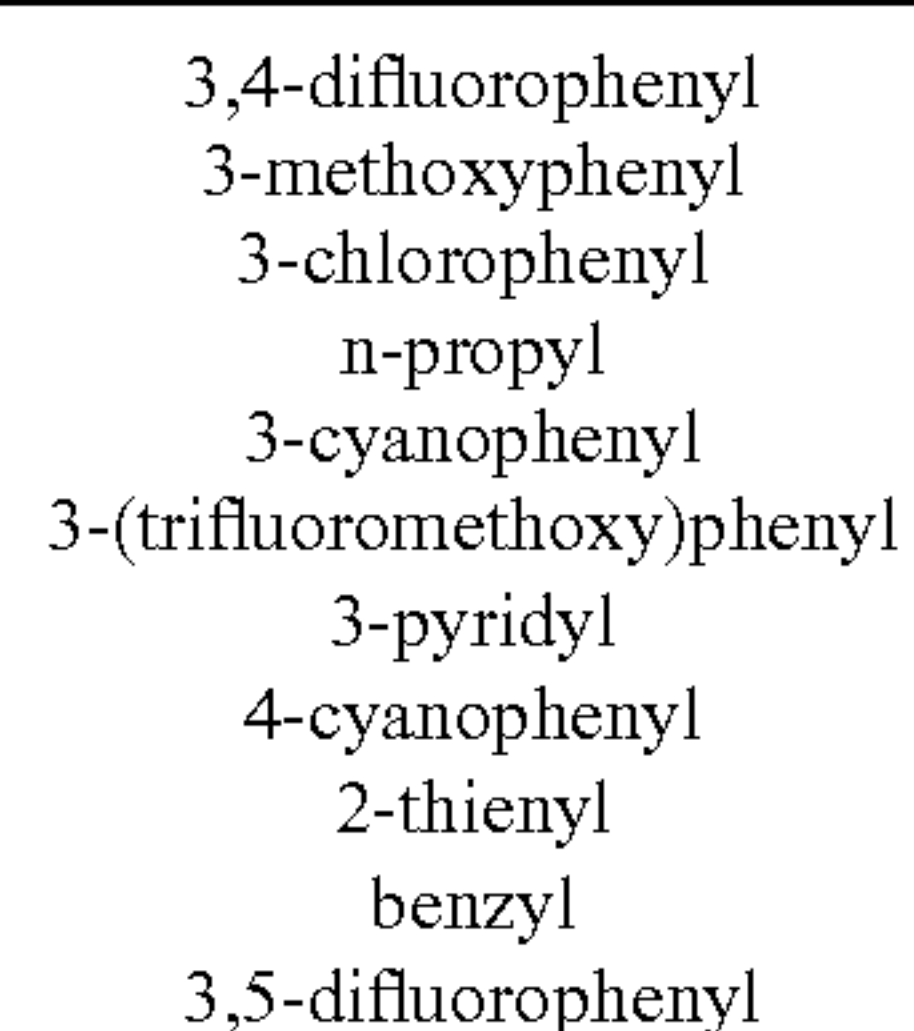 3,4-difluorophenyl
3-methoxyphenyl
3-chlorophenyl
n-propyl
3-cyanophenyl
3-(trifluoromethoxy)phenyl
3-pyridyl
4-cyanophenyl
2-thienyl
benzyl
3,5-difluorophenyl